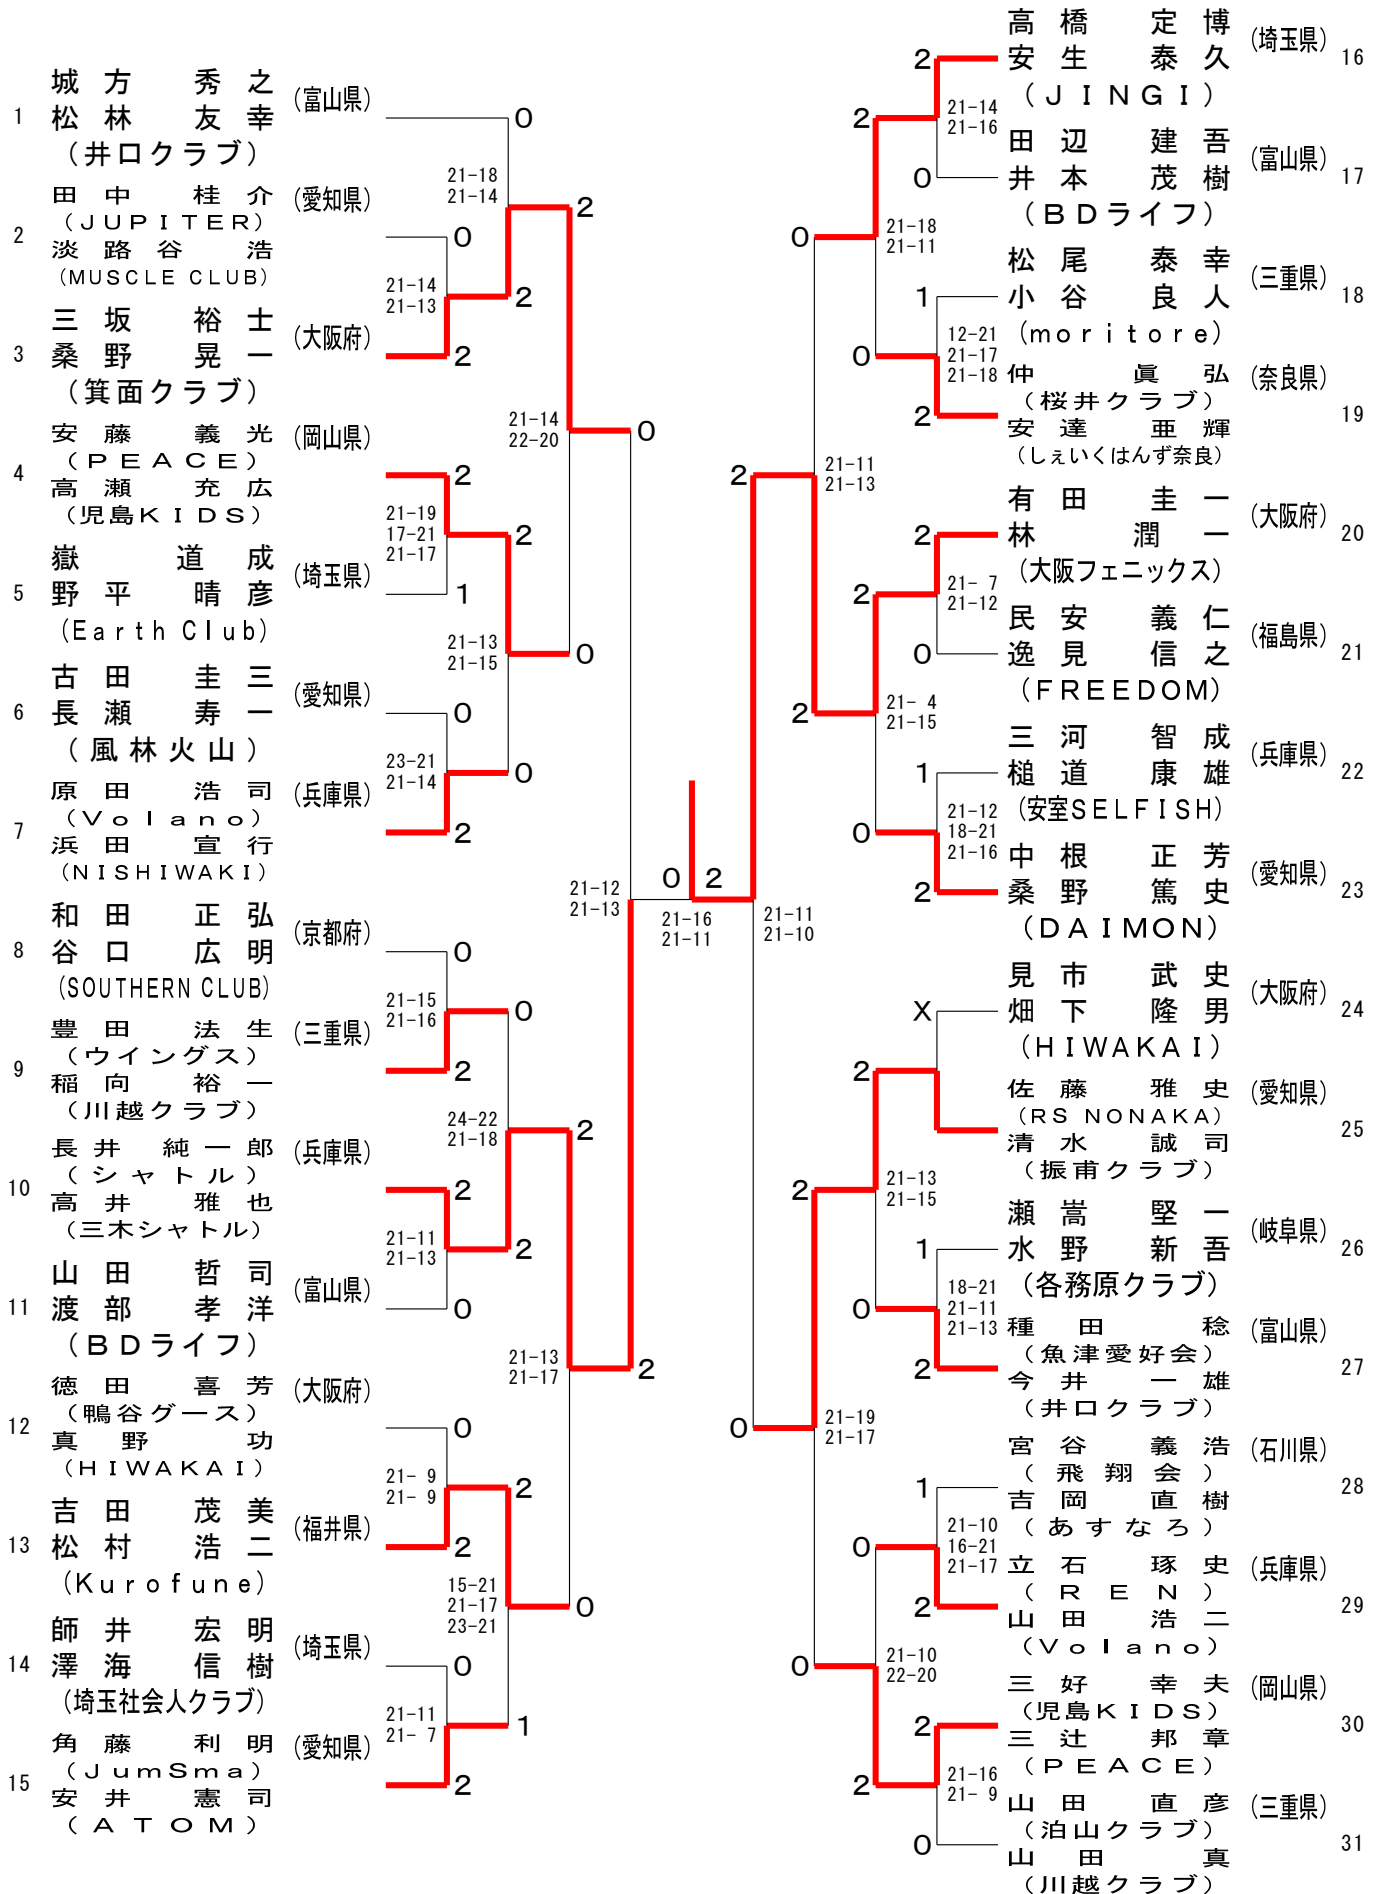 城方 秀之
1 松林 友幸 (富山県)
(井口クラブ)
0
21-18
21-14
田中 桂介 (愛知県)
(JUPITER)
2 淡路谷 浩
(MUSCLE CLUB)
0
21-14
21-13
2
2
三坂 裕士
3 桑野 晃一 (大阪府)
(箕面クラブ)
2
21-14
22-20
0
安藤 義光 (岡山県)
(PEACE)
4 高瀬 充広
(児島KIDS)
2
21-19
17-21
21-17
2
嶽 道成
5 野平 晴彦 (埼玉県)
(Earth Club)
1
21-13
21-15
0
古田 圭三
6 長瀬 寿一 (愛知県)
(風林火山)
0
23-21
21-14
0
原田 浩司 (兵庫県)
(Volano)
7 浜田 宣行
(NISHIWAKI)
2
21-12
21-13
和田 正弘
8 谷口 広明 (京都府)
(SOUTHERN CLUB)
0
21-15
21-16
0
豊田 法生 (三重県)
(ウイングス)
9 稲向 裕一
(川越クラブ)
2
24-22
21-18
2
長井 純一郎 (兵庫県)
(シャトル)
10 高井 雅也
(三木シャトル)
2
21-11
21-13
2
山田 哲司
11 渡部 孝洋 (富山県)
(BDライフ)
0
21-13
21-17
2
徳田 喜芳 (大阪府)
(鴨谷グース)
12 真野 功
(HIWAKAI)
0
21- 9
21- 9
2
吉田 茂美
13 松村 浩二 (福井県)
(Kurofune)
2
15-21
21-17
23-21
0
師井 宏明
14 澤海 信樹 (埼玉県)
(埼玉社会人クラブ)
0
21-11
21- 7
1
角藤 利明 (愛知県)
(JumSma)
15 安井 憲司
(ATOM)
2
0 2
21-16
21-11
高橋 定博 (埼玉県)
2 安生 泰久 16
(JINGI)
2
21-14
21-16
田辺 建吾 (富山県)
0 井本 茂樹 17
(BDライフ)
0
21-18
21-11
松尾 泰幸 (三重県)
1 小谷 良人 18
(moritore)
12-21
21-17
21-18
0
仲 眞弘 (奈良県)
(桜井クラブ)
2 19
安達 亜輝
(しぇいくはんず奈良)
2
21-11
21-13
有田 圭一 (大阪府)
2 林 潤一 20
(大阪フェニックス)
2
21- 7
21-12
民安 義仁 (福島県)
0 逸見 信之 21
(FREEDOM)
2
21- 4
21-15
三河 智成 (兵庫県)
1 槌道 康雄 22
(安室SELFISH)
0
21-12
18-21
21-16
中根 正芳 (愛知県)
2 桑野 篤史 23
(DAIMON)
21-11
21-10
見市 武史 (大阪府)
X 畑下 隆男 24
(HIWAKAI)
2
佐藤 雅史 (愛知県)
(RS NONAKA)
25
清水 誠司
(振甫クラブ)
2
21-13
21-15
瀬嵩 堅一 (岐阜県)
1 水野 新吾 26
(各務原クラブ)
0
18-21
21-11
21-13
種田 稔 (富山県)
(魚津愛好会)
2 27
今井 一雄
(井口クラブ)
0
21-19
21-17
宮谷 義浩 (石川県)
(飛翔会)
1 28
吉岡 直樹
(あすなろ)
0
21-10
16-21
21-17
立石 琢史 (兵庫県)
(REN)
2 29
山田 浩二
(Volano)
0
21-10
22-20
三好 幸夫 (岡山県)
(児島KIDS)
2 30
三辻 邦章
(PEACE)
2
21-16
21- 9
山田 直彦 (三重県)
(泊山クラブ)
0 31
山田 真
(川越クラブ)